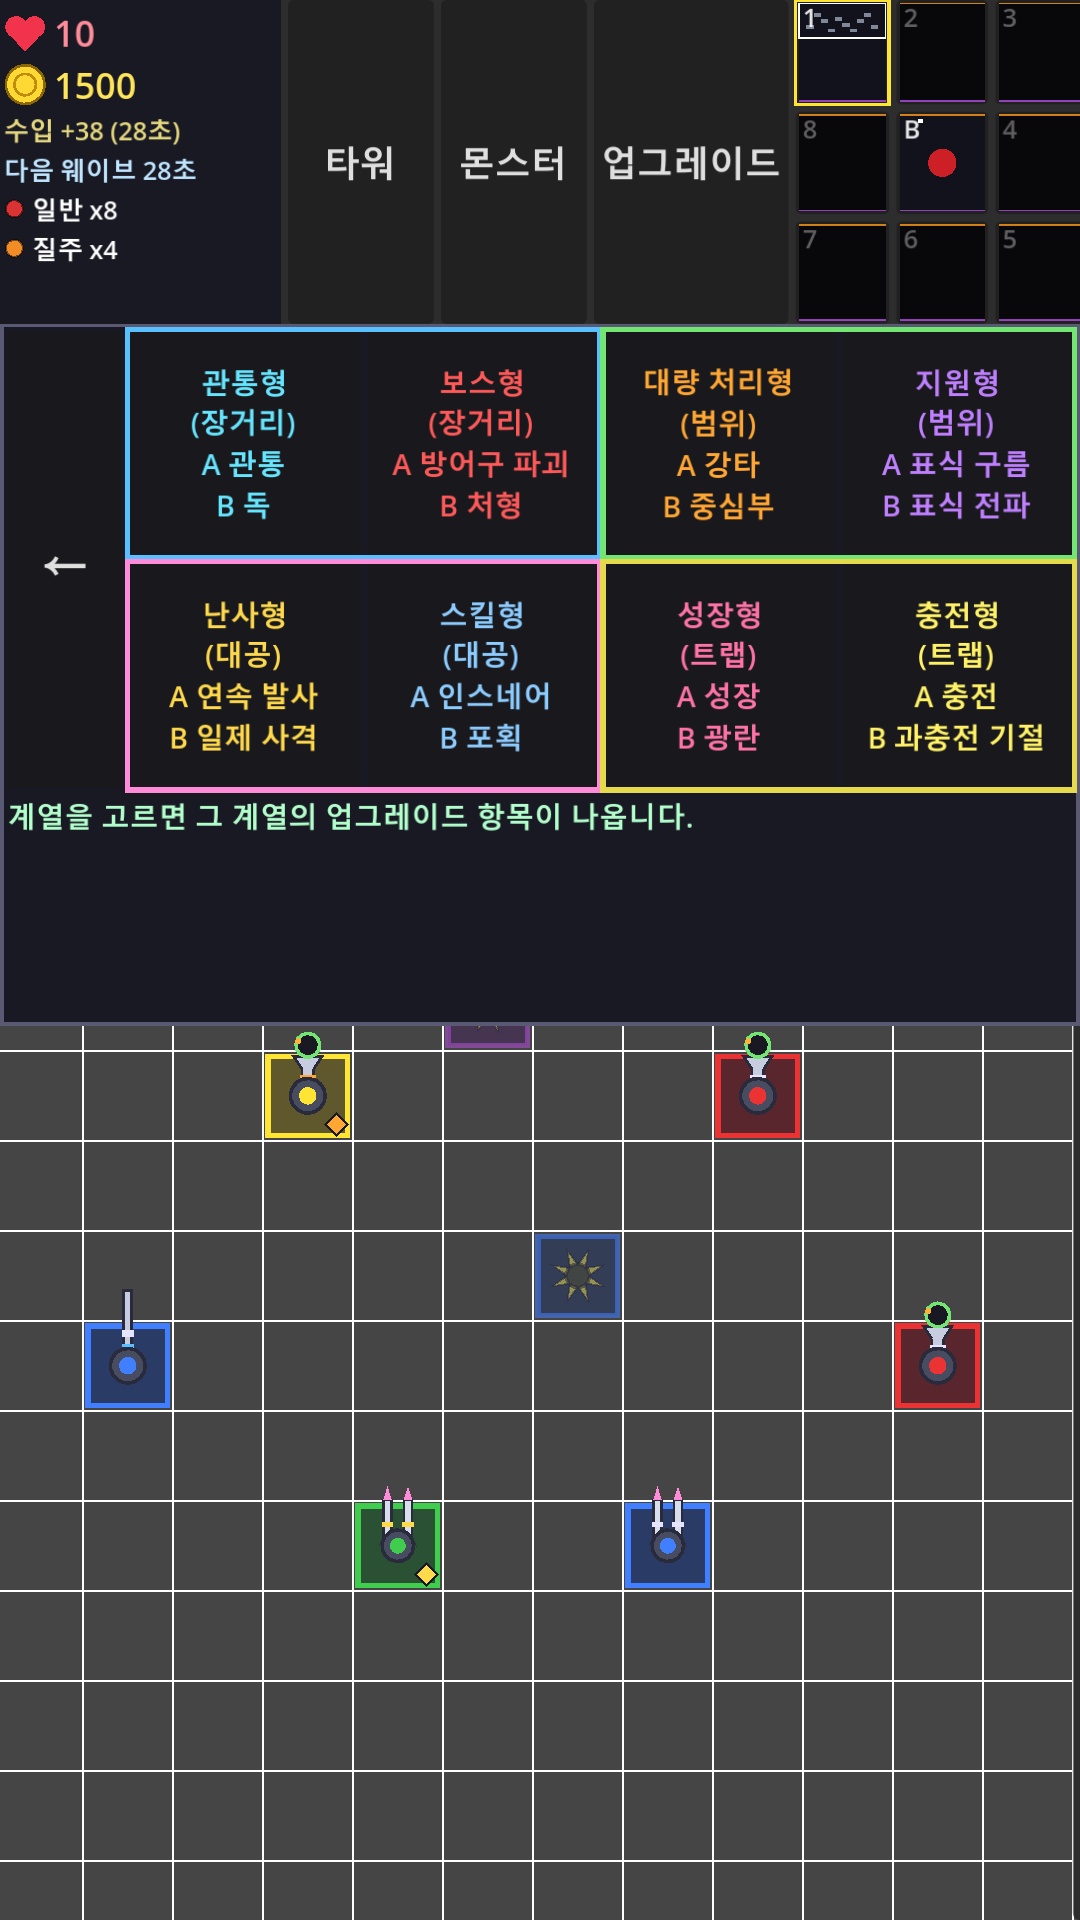 10
1500
수입 +38 (28초)
다음 웨이브 28초
일반 x8
질주 x4
타워
몬스터
업그레이드
1
2
3
8
B
4
7
6
5
←
관통형
(장거리)
A 관통
B 독
보스형
(장거리)
A 방어구 파괴
B 처형
대량 처리형
(범위)
A 강타
B 중심부
지원형
(범위)
A 표식 구름
B 표식 전파
난사형
(대공)
A 연속 발사
B 일제 사격
스킬형
(대공)
A 인스네어
B 포획
성장형
(트랩)
A 성장
B 광란
충전형
(트랩)
A 충전
B 과충전 기절
계열을 고르면 그 계열의 업그레이드 항목이 나옵니다.